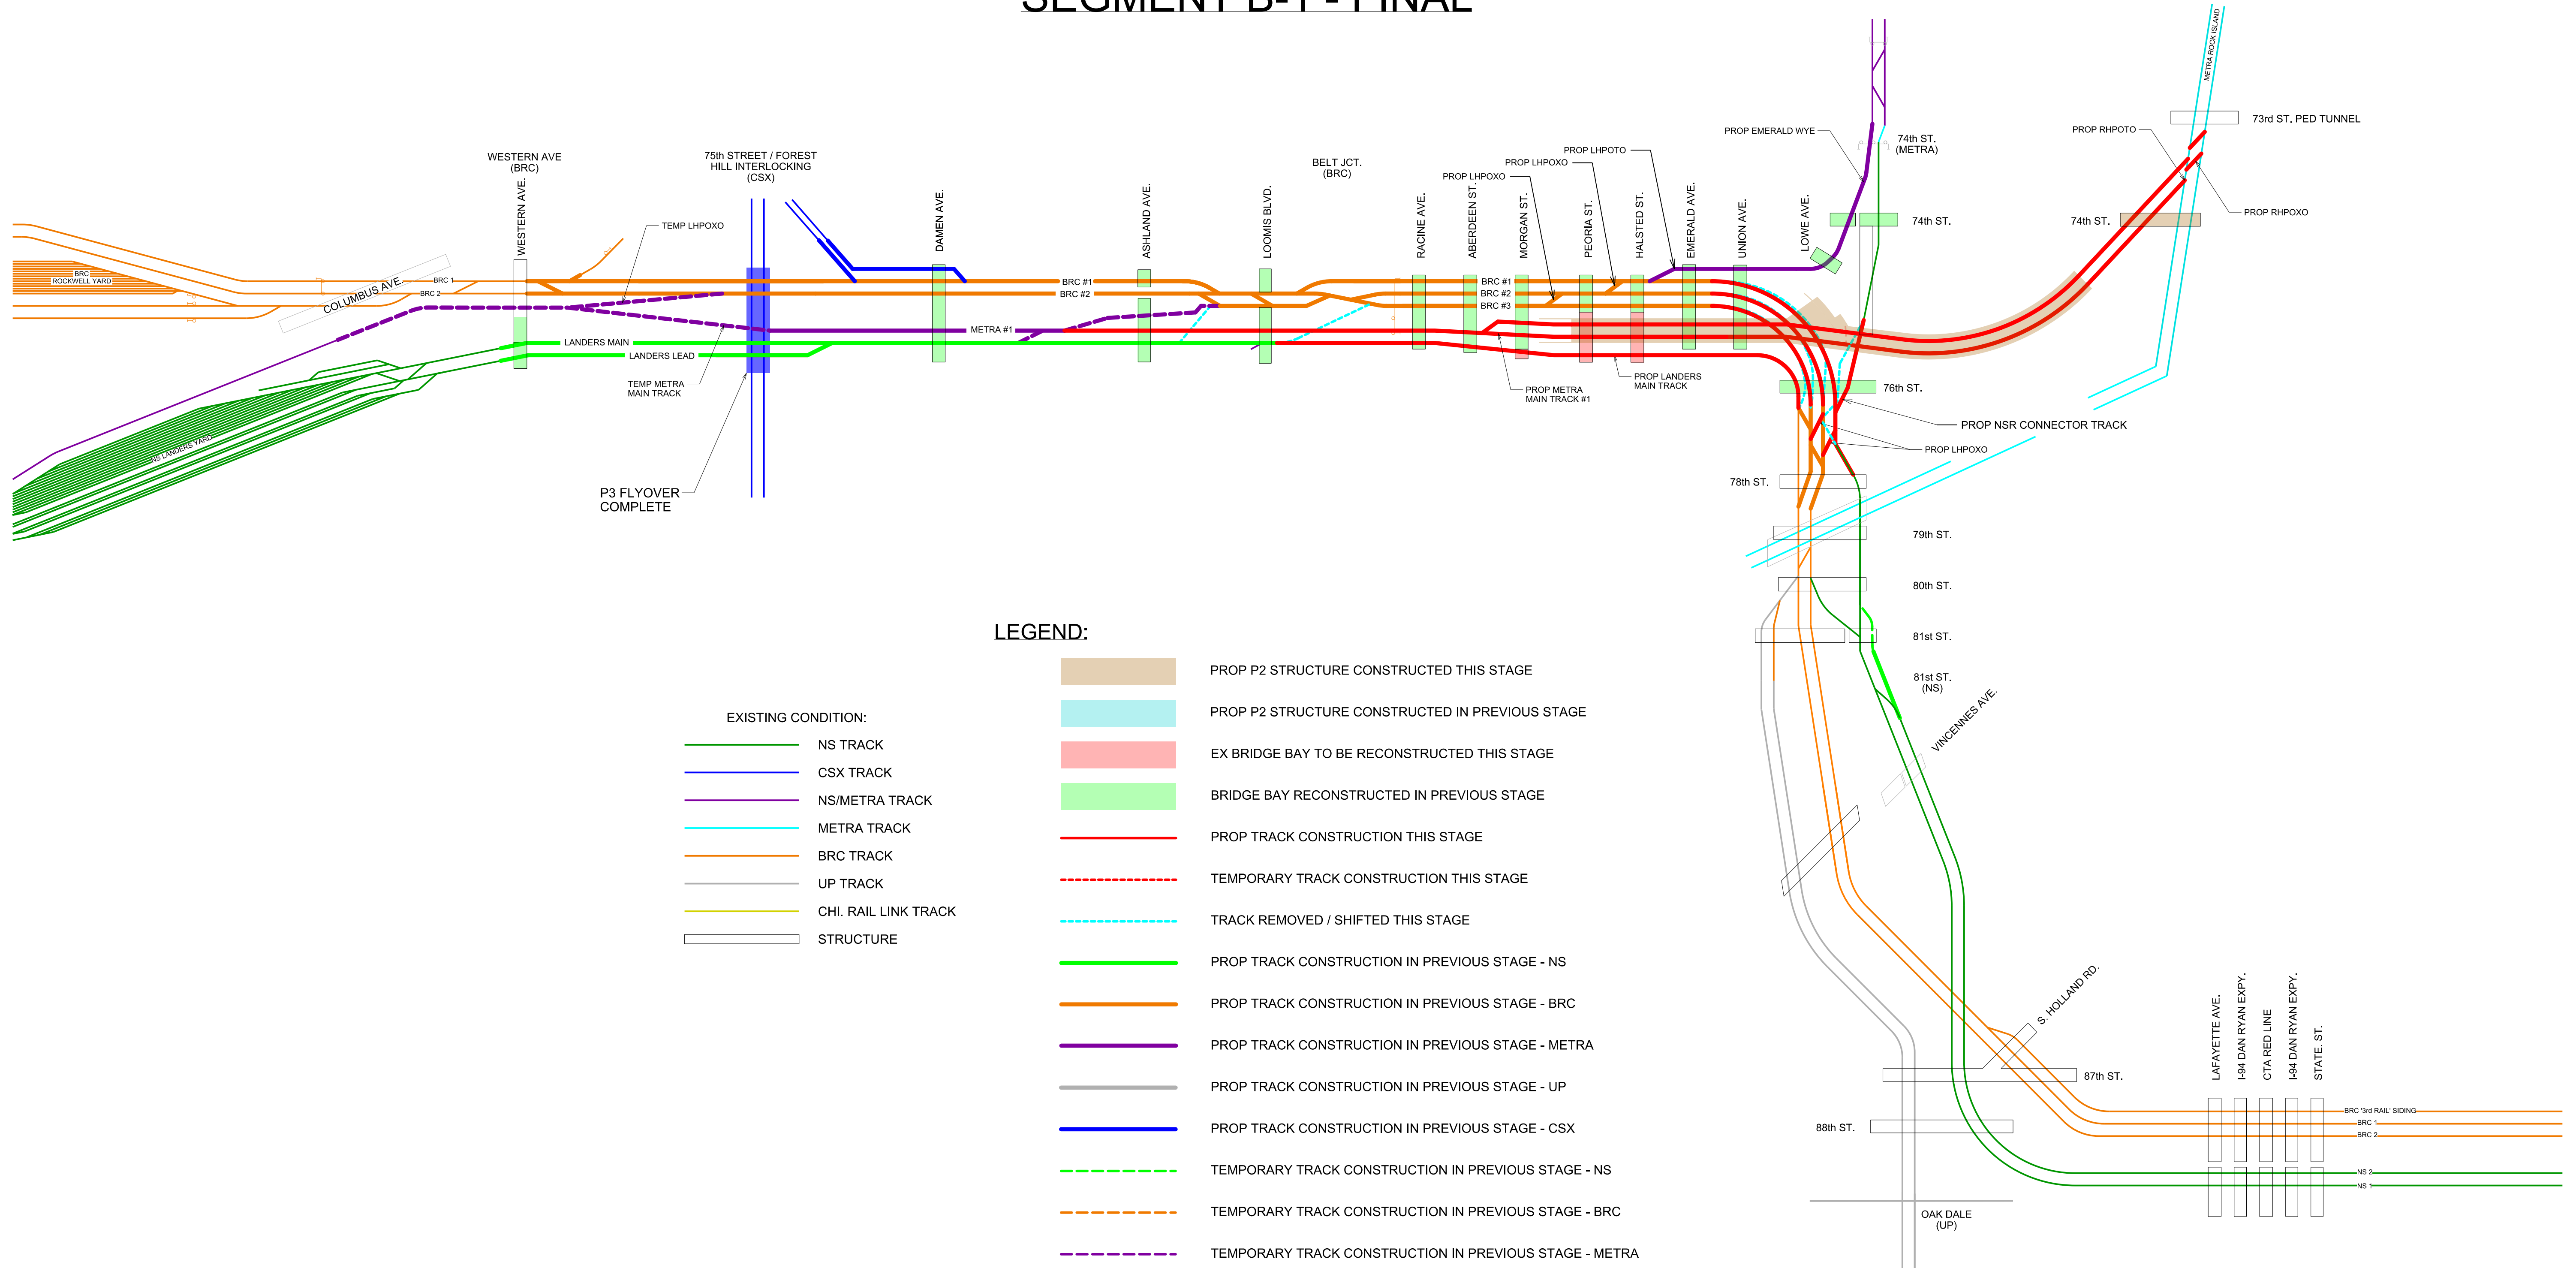 SEGMENT B-1 - FINAL
METRA ROCK ISLAND
73rd ST. PED TUNNEL
PROP RHPOTO
PROP EMERALD WYE
74th ST.
(METRA)
WESTERN AVE
(BRC)
75th STREET / FOREST
HILL INTERLOCKING
(CSX)
BELT JCT.
(BRC)
PROP LHPOTO
PROP LHPOXO
PROP LHPOXO
WESTERN AVE.
DAMEN AVE.
ASHLAND AVE.
LOOMIS BLVD.
RACINE AVE.
ABERDEEN ST.
MORGAN ST.
PEORIA ST.
HALSTED ST.
EMERALD AVE.
UNION AVE.
LOWE AVE.
74th ST.
74th ST.
PROP RHPOXO
TEMP LHPOXO
BRC
ROCKWELL YARD
COLUMBUS AVE.
BRC 1
BRC 2
BRC #1
BRC #2
BRC #1
BRC #2
BRC #3
METRA #1
LANDERS MAIN
LANDERS LEAD
TEMP METRA
MAIN TRACK
PROP METRA
MAIN TRACK #1
PROP LANDERS
MAIN TRACK
76th ST.
PROP NSR CONNECTOR TRACK
PROP LHPOXO
NS LANDERS YARD
P3 FLYOVER
COMPLETE
78th ST.
79th ST.
80th ST.
81st ST.
81st ST.
(NS)
VINCENNES AVE.
LEGEND:
PROP P2 STRUCTURE CONSTRUCTED THIS STAGE
PROP P2 STRUCTURE CONSTRUCTED IN PREVIOUS STAGE
EX BRIDGE BAY TO BE RECONSTRUCTED THIS STAGE
BRIDGE BAY RECONSTRUCTED IN PREVIOUS STAGE
PROP TRACK CONSTRUCTION THIS STAGE
TEMPORARY TRACK CONSTRUCTION THIS STAGE
TRACK REMOVED / SHIFTED THIS STAGE
PROP TRACK CONSTRUCTION IN PREVIOUS STAGE - NS
PROP TRACK CONSTRUCTION IN PREVIOUS STAGE - BRC
PROP TRACK CONSTRUCTION IN PREVIOUS STAGE - METRA
PROP TRACK CONSTRUCTION IN PREVIOUS STAGE - UP
PROP TRACK CONSTRUCTION IN PREVIOUS STAGE - CSX
TEMPORARY TRACK CONSTRUCTION IN PREVIOUS STAGE - NS
TEMPORARY TRACK CONSTRUCTION IN PREVIOUS STAGE - BRC
TEMPORARY TRACK CONSTRUCTION IN PREVIOUS STAGE - METRA
EXISTING CONDITION:
NS TRACK
CSX TRACK
NS/METRA TRACK
METRA TRACK
BRC TRACK
UP TRACK
CHI. RAIL LINK TRACK
STRUCTURE
S. HOLLAND RD.
87th ST.
88th ST.
OAK DALE
(UP)
LAFAYETTE AVE.
I-94 DAN RYAN EXPY.
CTA RED LINE
I-94 DAN RYAN EXPY.
STATE. ST.
BRC '3rd RAIL' SIDING
BRC 1
BRC 2
NS 2
NS 1